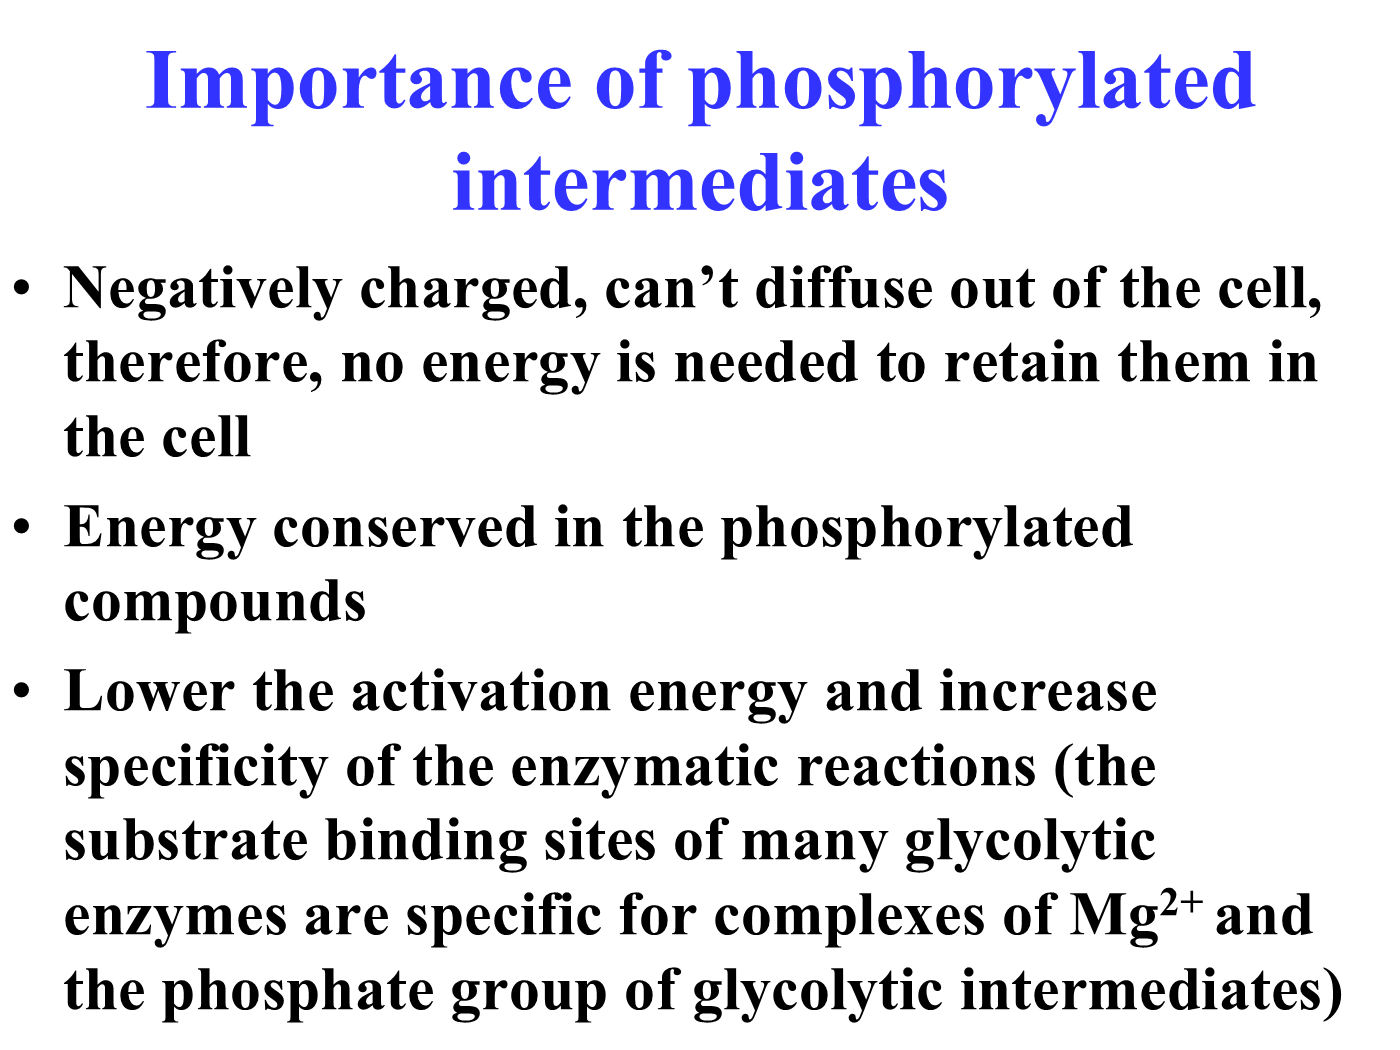 Importance of phosphorylated
intermediates
• Negatively charged, can’t diffuse out of the cell,
therefore, no energy is needed to retain them in
the cell
• Energy conserved in the phosphorylated
compounds
• Lower the activation energy and increase
specificity of the enzymatic reactions (the
substrate binding sites of many glycolytic
enzymes are specific for complexes of Mg²⁺ and
the phosphate group of glycolytic intermediates)